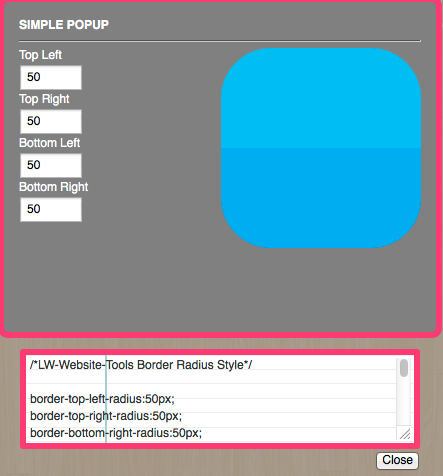 SIMPLE POPUP
Top Left
50
Top Right
50
Bottom Left
50
Bottom Right
50
/*LW-Website-Tools Border Radius Style*/
border-top-left-radius:50px;
border-top-right-radius:50px;
border-bottom-right-radius:50px;
Close